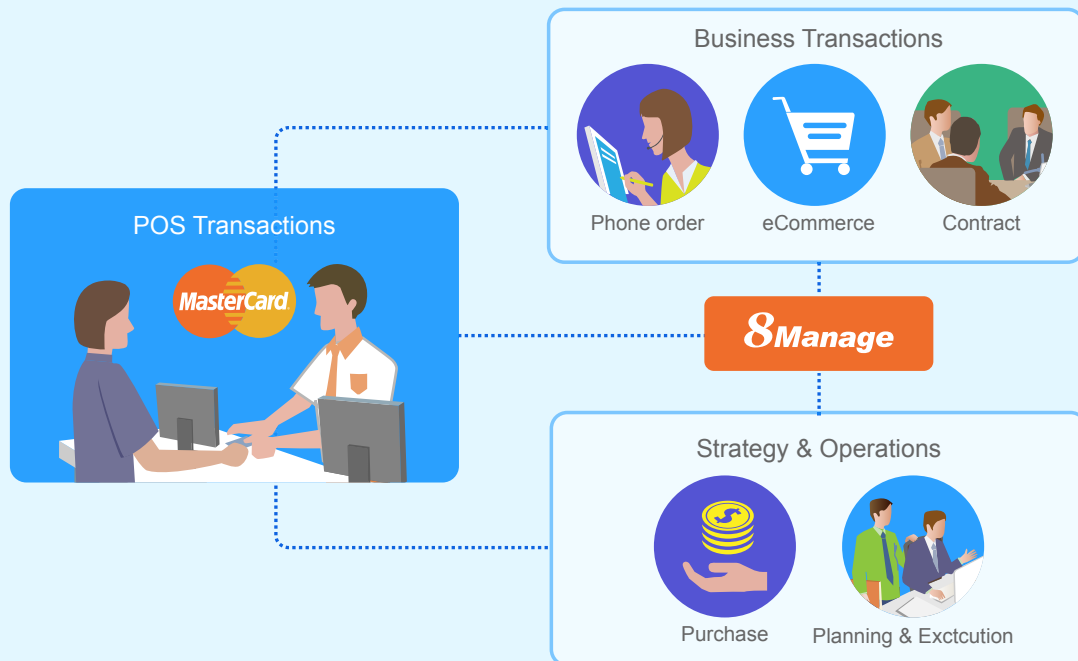 Business Transactions
Phone order
eCommerce
Contract
POS Transactions
MasterCard
8Manage
Strategy & Operations
$
Purchase
Planning & Exctcution